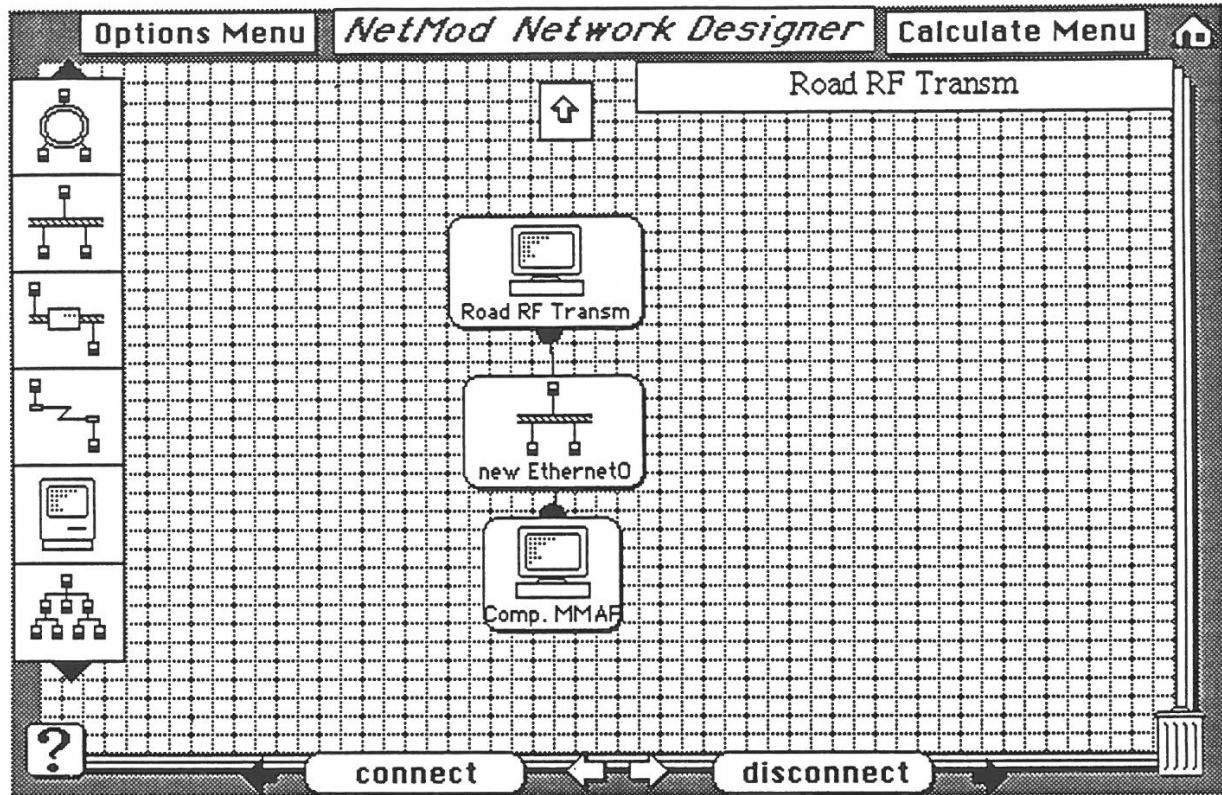 Options Menu
NetMod Network Designer
Calculate Menu
Road RF Transm
Road RF Transm
new Ethernet0
Comp. MMAF
?
connect
disconnect